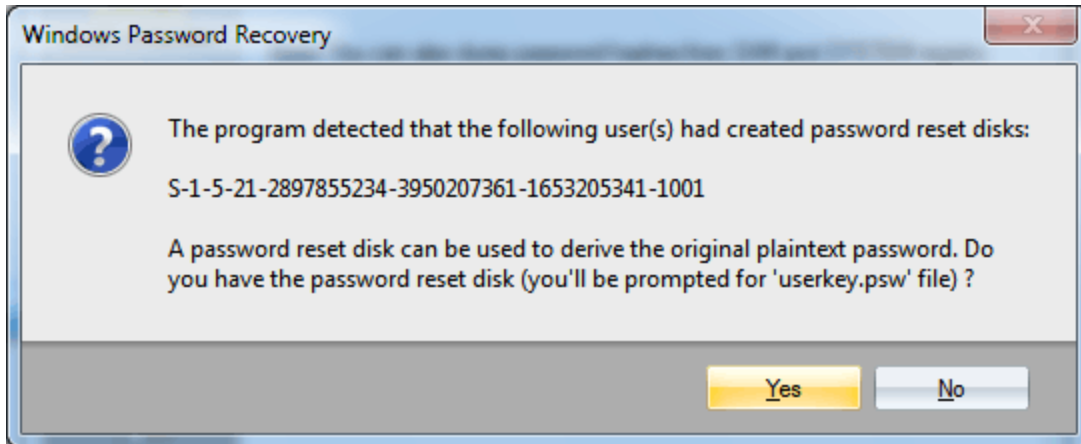 Windows Password Recovery
The program detected that the following user(s) had created password reset disks:
S-1-5-21-2897855234-3950207361-1653205341-1001
A password reset disk can be used to derive the original plaintext password. Do
you have the password reset disk (you'll be prompted for 'userkey.psw' file) ?
Yes
No